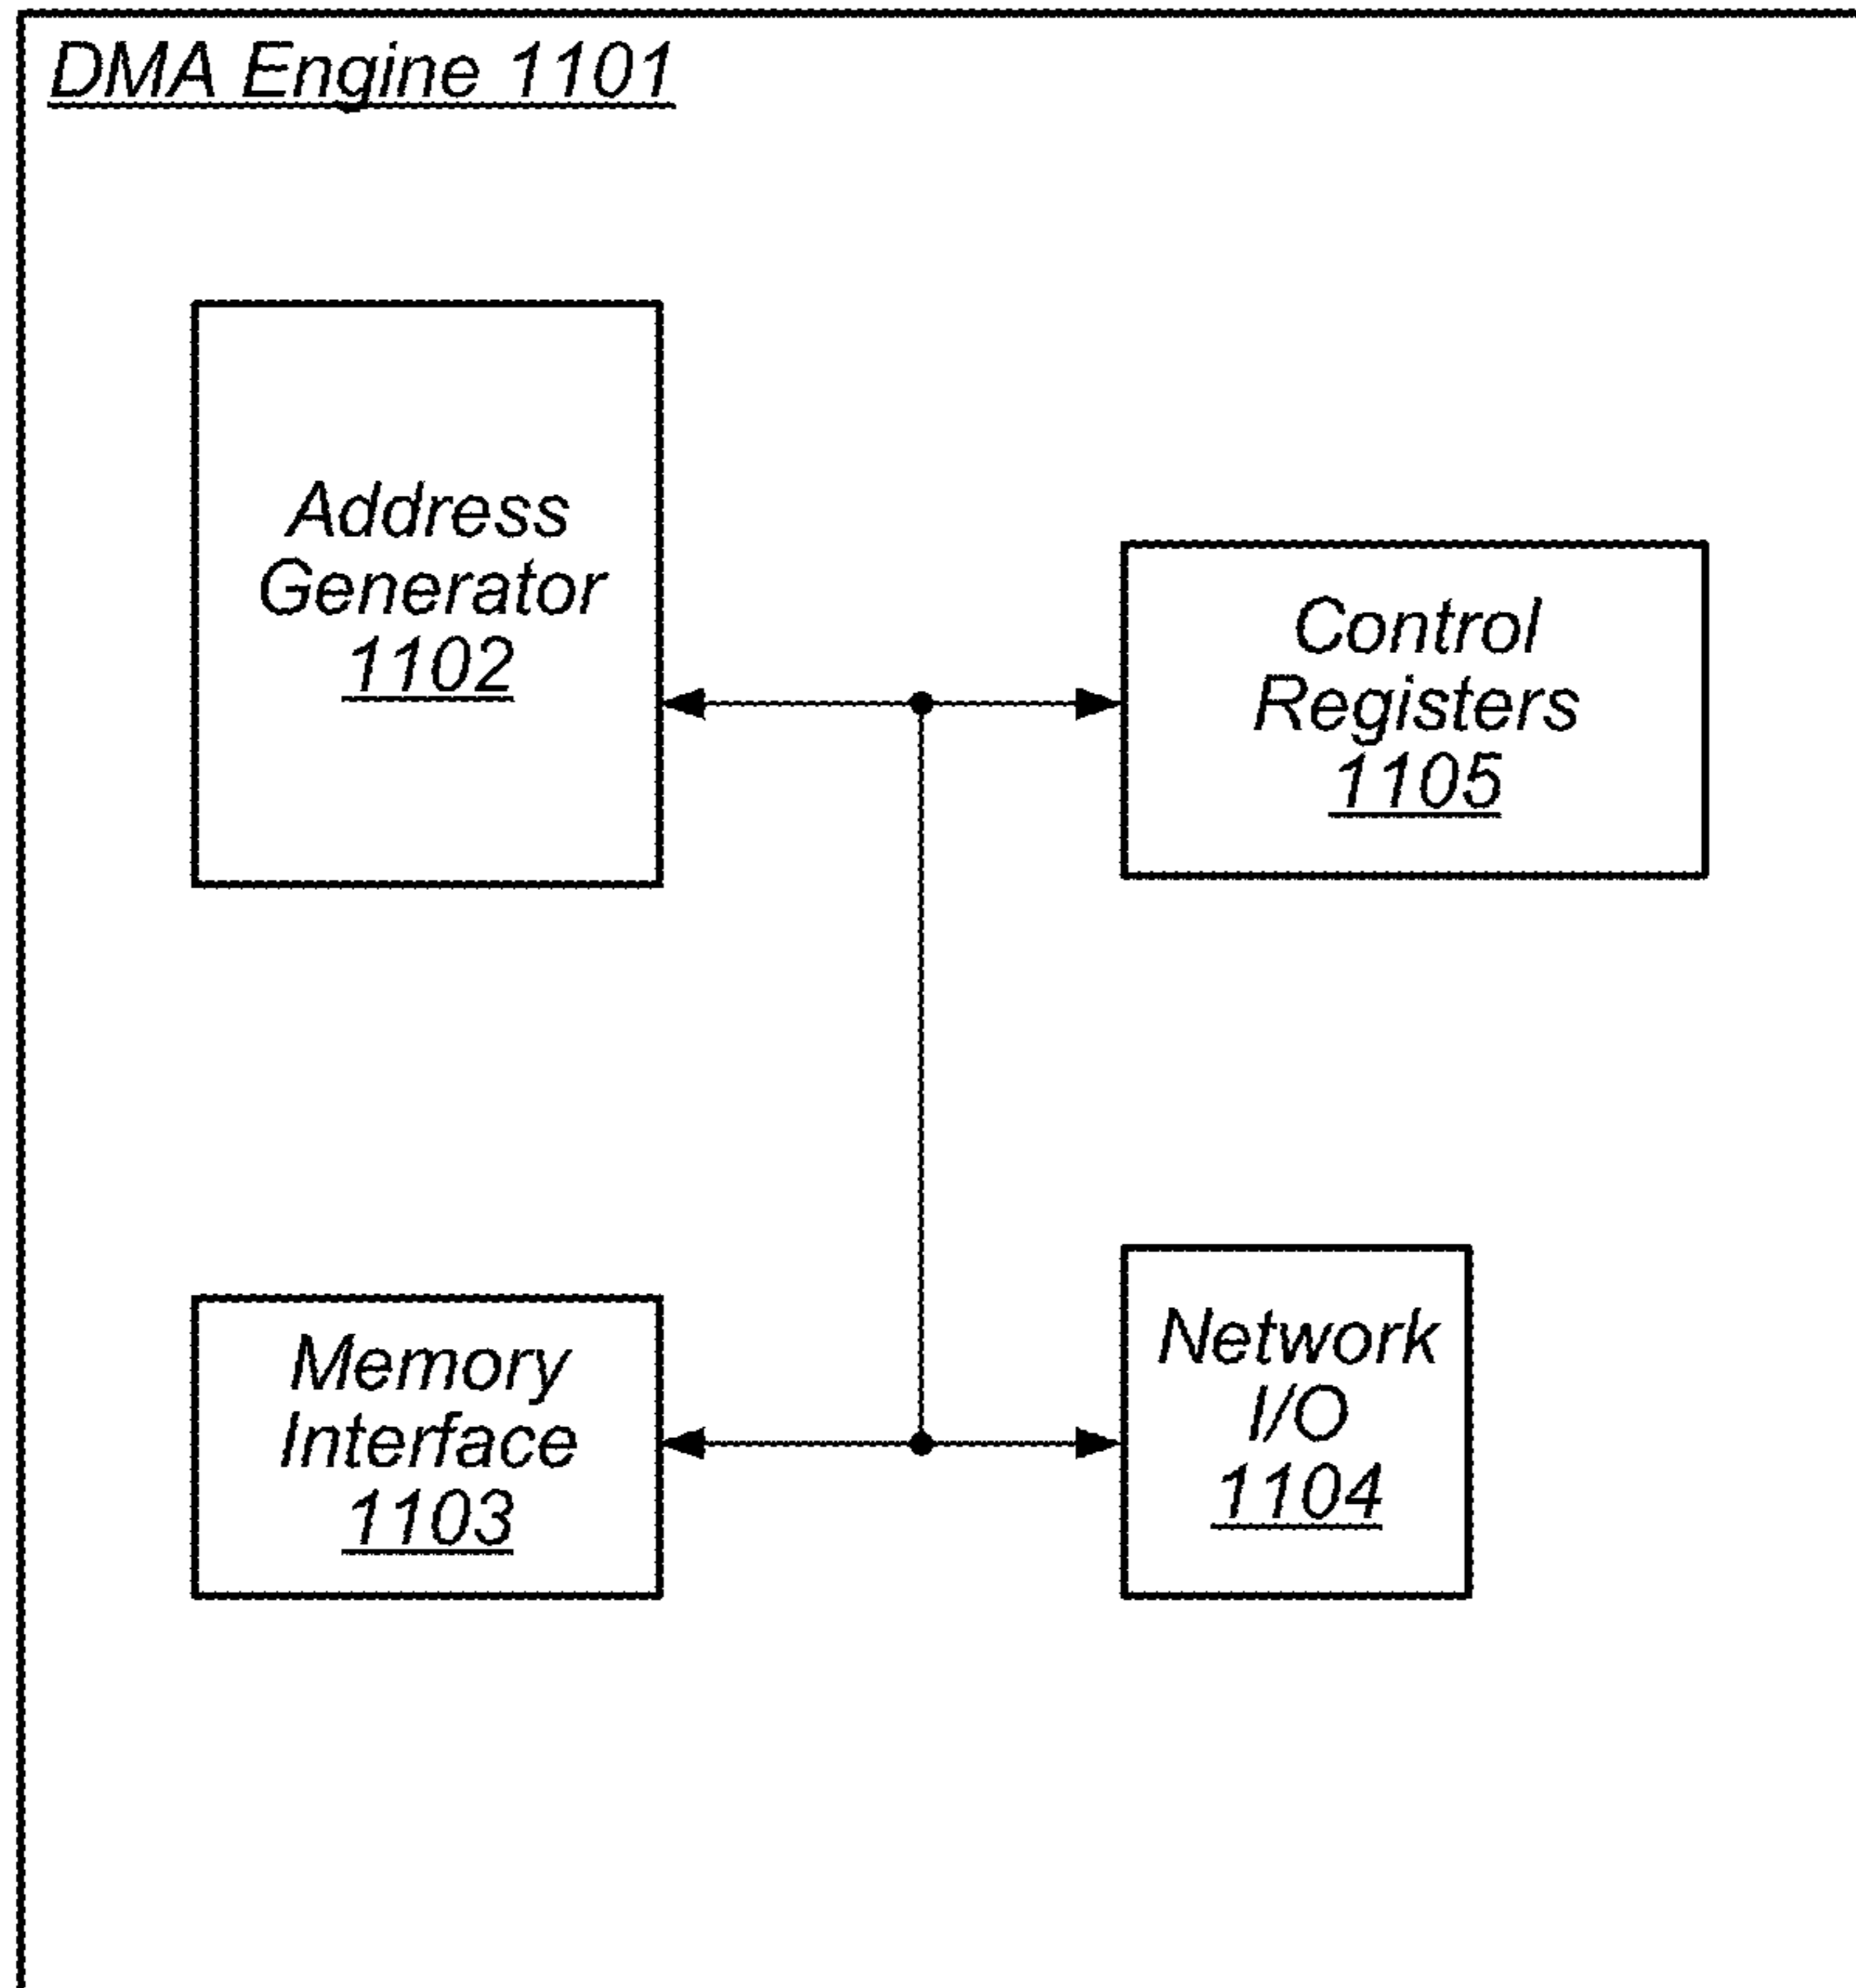 DMA Engine 1101
Address
Generator
1102
Control
Registers
1105
Memory
Interface
1103
Network
I/O
1104